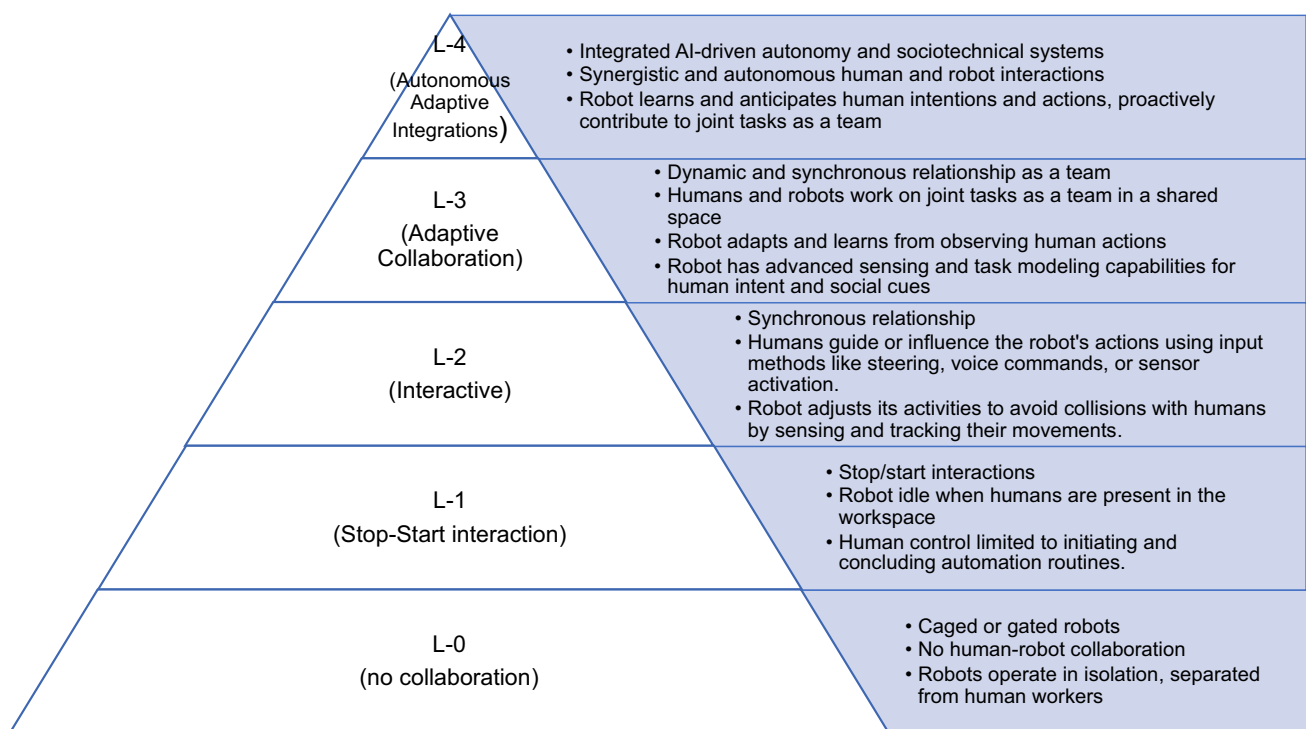 L-4
(Autonomous
Adaptive
Integrations)
• Integrated AI-driven autonomy and sociotechnical systems
• Synergistic and autonomous human and robot interactions
• Robot learns and anticipates human intentions and actions, proactively
contribute to joint tasks as a team
L-3
(Adaptive
Collaboration)
• Dynamic and synchronous relationship as a team
• Humans and robots work on joint tasks as a team in a shared
space
• Robot adapts and learns from observing human actions
• Robot has advanced sensing and task modeling capabilities for
human intent and social cues
L-2
(Interactive)
• Synchronous relationship
• Humans guide or influence the robot's actions using input
methods like steering, voice commands, or sensor
activation.
• Robot adjusts its activities to avoid collisions with humans
by sensing and tracking their movements.
L-1
(Stop-Start interaction)
• Stop/start interactions
• Robot idle when humans are present in the
workspace
• Human control limited to initiating and
concluding automation routines.
L-0
(no collaboration)
• Caged or gated robots
• No human-robot collaboration
• Robots operate in isolation, separated
from human workers